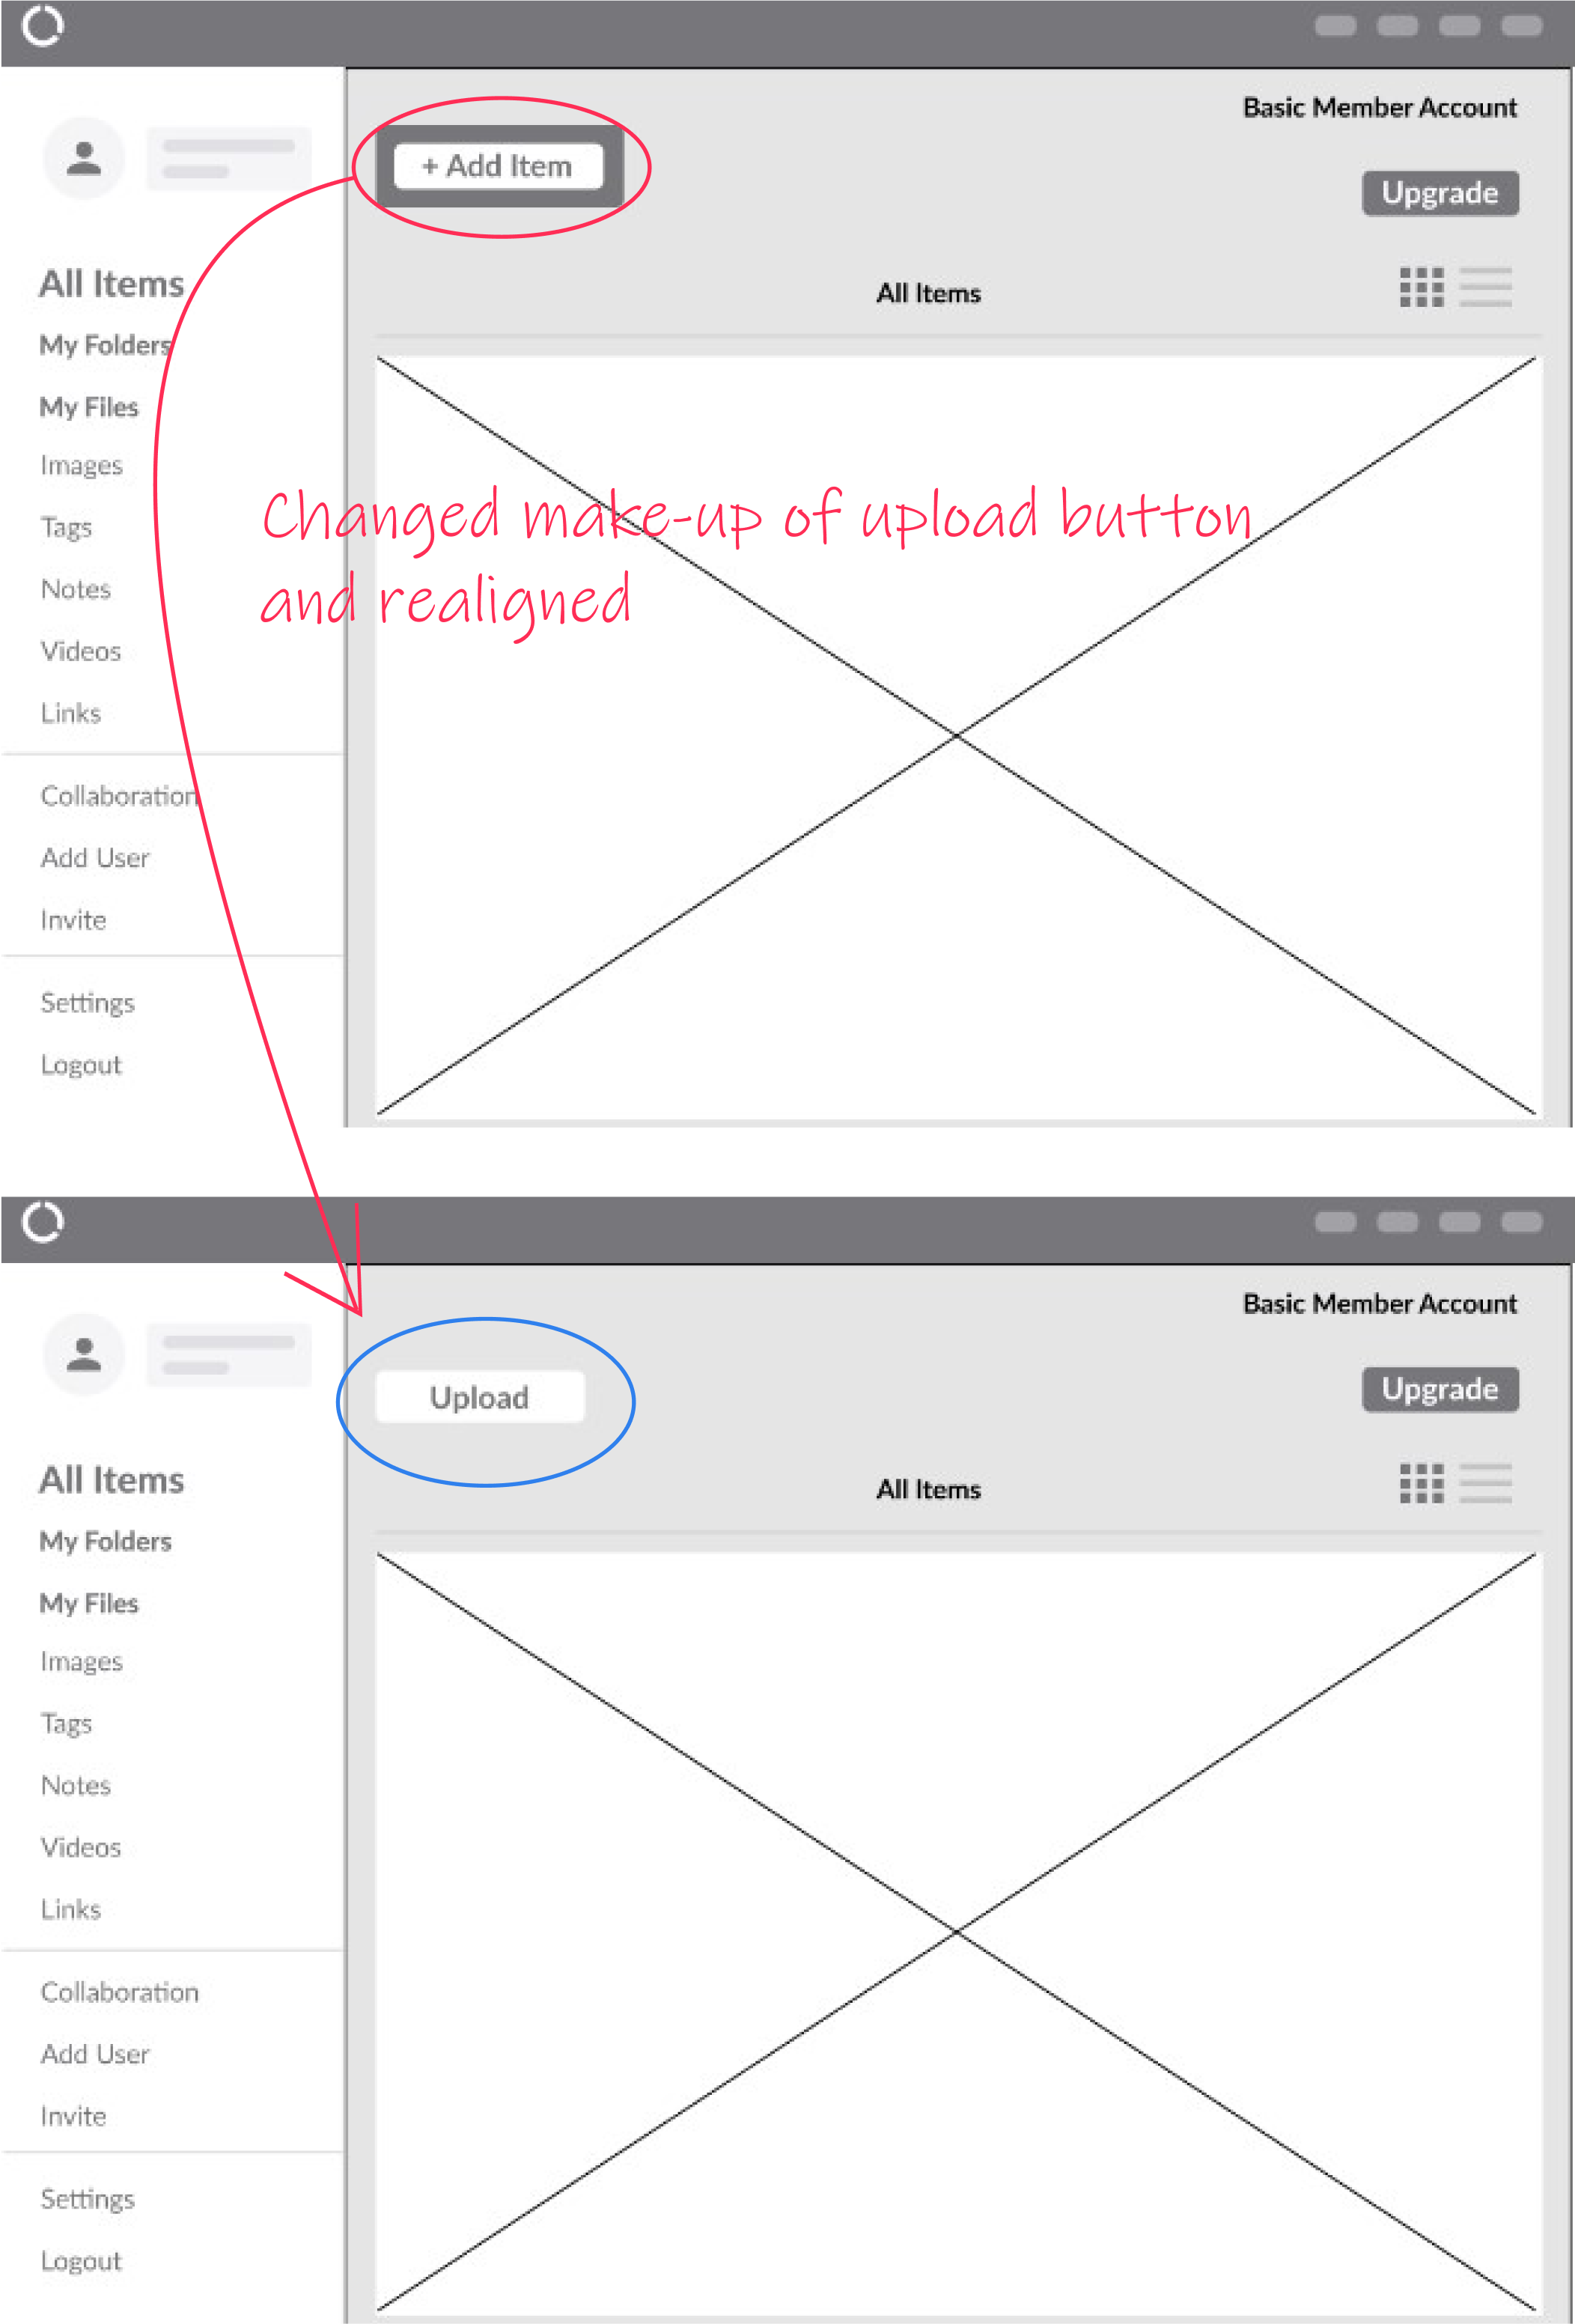 Basic Member Account
+ Add Item
Upgrade
All Items
All Items
My Folders
My Files
Images
Tags
Notes
Videos
Links
Collaboration
Add User
Invite
Settings
Logout
Changed make-up of upload button
and realigned
Basic Member Account
Upload
Upgrade
All Items
All Items
My Folders
My Files
Images
Tags
Notes
Videos
Links
Collaboration
Add User
Invite
Settings
Logout